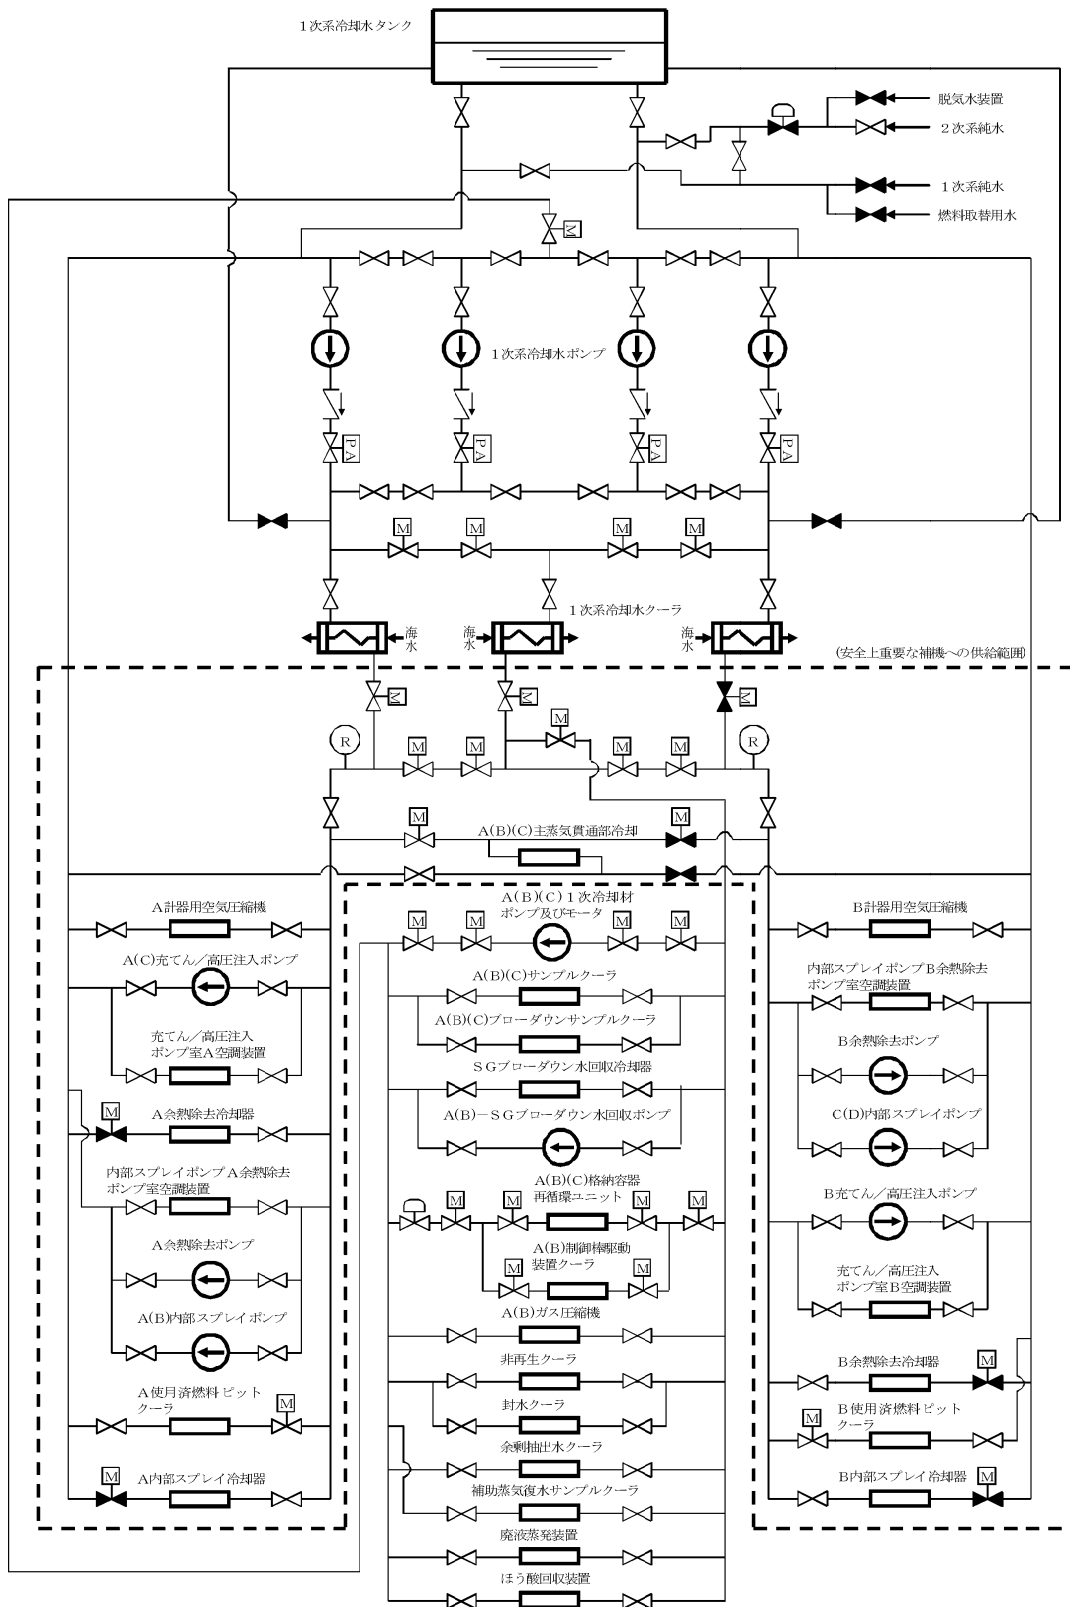 1次系冷却水タンク
脱気水装置
2次系純水
1次系純水
燃料取替用水
M
1次系冷却水ポンプ
PA
PA
PA
PA
M
M
M
M
1次系冷却水クーラ
海水
海水
海水
(安全上重要な補機への供給範囲)
M
M
M
M
R
M
M
M
M
R
M
M
A(B)(C)主蒸気貫通部冷却
A計器用空気圧縮機
A(C)充てん/高圧注入ポンプ
充てん/高圧注入
ポンプ室A空調装置
M
A余熱除去冷却器
内部スプレイポンプA余熱除去
ポンプ室空調装置
A余熱除去ポンプ
A(B)内部スプレイポンプ
A使用済燃料ピット
クーラ
M
M
A内部スプレイ冷却器
A(B)(C)1次冷却材
ポンプ及びモータ
M
M
M
M
A(B)(C)サンプルクーラ
A(B)(C)ブローダウンサンプルクーラ
SGブローダウン水回収冷却器
A(B)-SGブローダウン水回収ポンプ
A(B)(C)格納容器
再循環ユニット
M
M
M
M
A(B)制御棒駆動
装置クーラ
M
M
A(B)ガス圧縮機
非再生クーラ
封水クーラ
余剰抽出水クーラ
補助蒸気復水サンプルクーラ
廃液蒸発装置
ほう酸回収装置
B計器用空気圧縮機
内部スプレイポンプB余熱除去
ポンプ室空調装置
B余熱除去ポンプ
C(D)内部スプレイポンプ
B充てん/高圧注入ポンプ
充てん/高圧注入
ポンプ室B空調装置
B余熱除去冷却器
M
B使用済燃料ピット
クーラ
M
B内部スプレイ冷却器
M